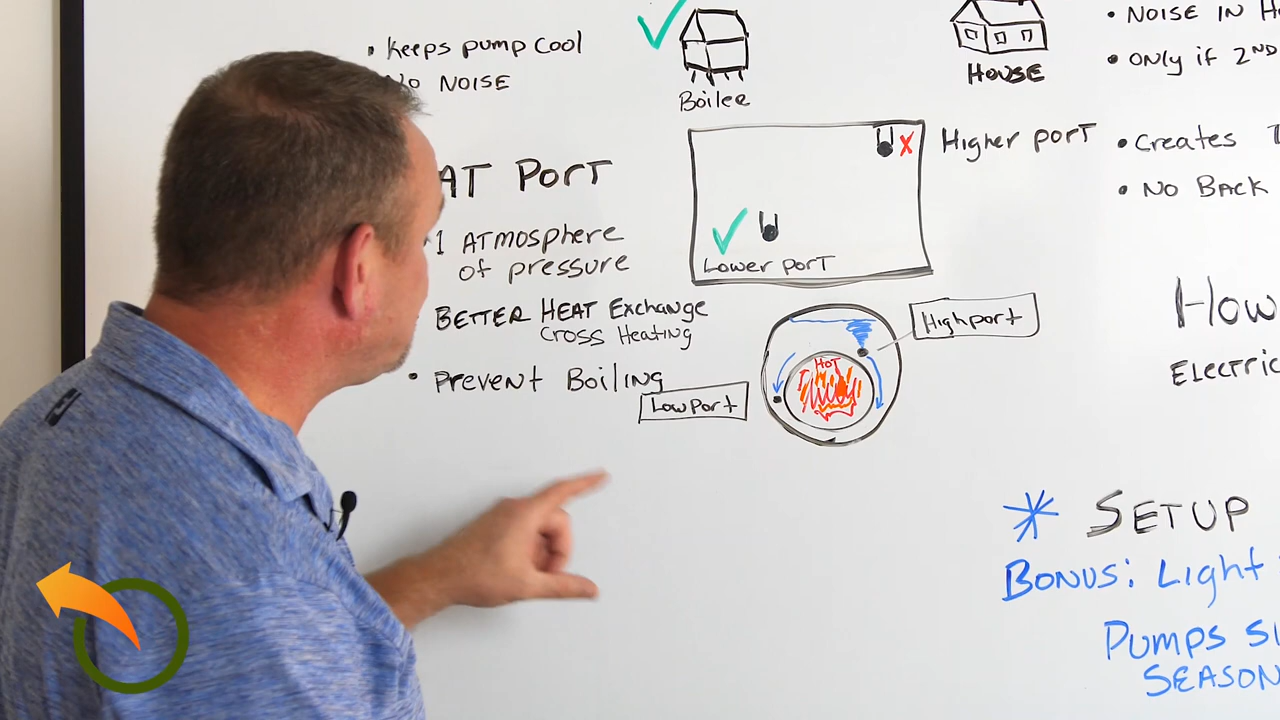 • Keeps pump cool
No NOISE
Boiler
HOUSE
• NOISE IN
• Only if 2ND
AT PORT
Higher port
X
• Creates
• NO BACK
1 ATMOSPHERE
of pressure
Lower port
BETTER HEAT Exchange
Cross Heating
• Prevent Boiling
High port
HOT
Low Port
How
Electric
* SETUP
BONUS: Light
Pumps
SEASON